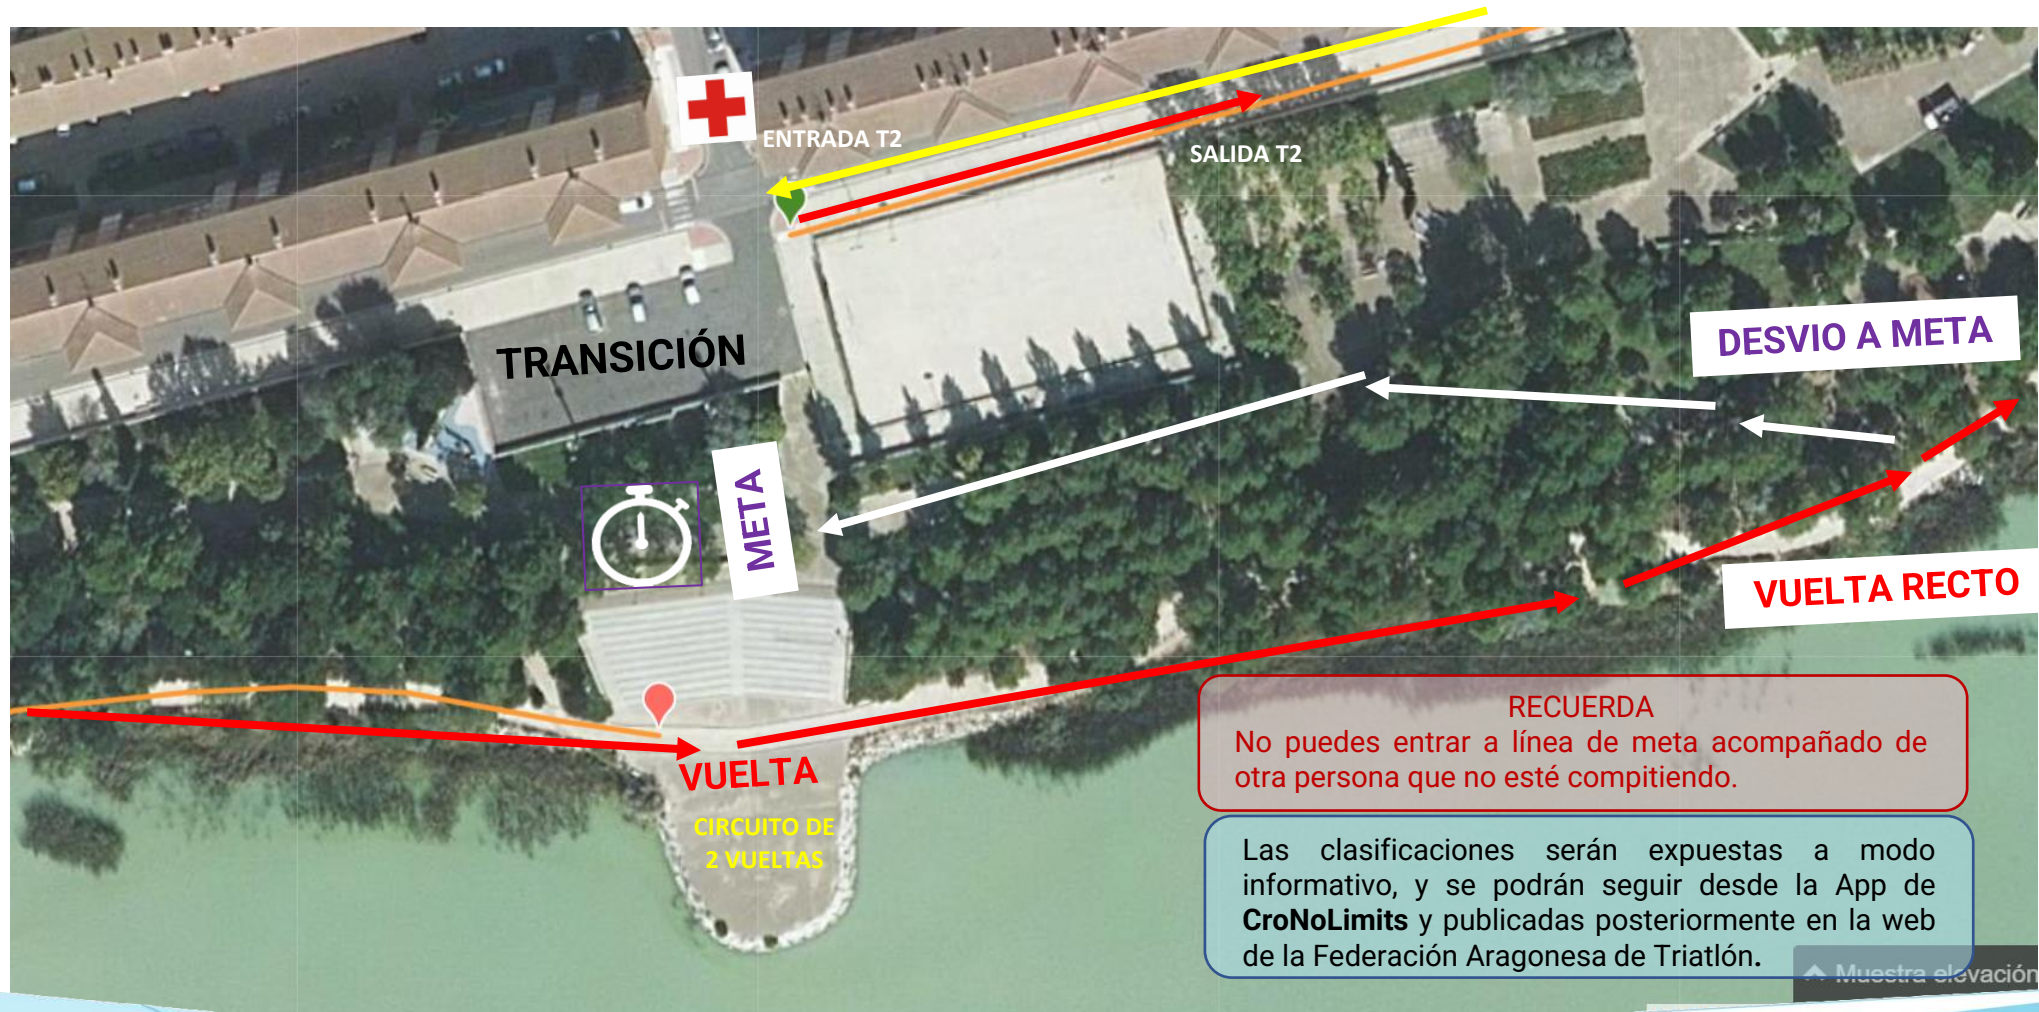 ENTRADA T2
SALIDA T2
DESVIO A META
TRANSICIÓN
META
VUELTA RECTO
VUELTA
CIRCUITO DE
2 VUELTAS
RECUERDA
No puedes entrar a línea de meta acompañado de
otra persona que no esté compitiendo.
Las clasificaciones serán expuestas a modo
informativo, y se podrán seguir desde la App de
CroNoLimits y publicadas posteriormente en la web
de la Federación Aragonesa de Triatlón.
Muestra elevación